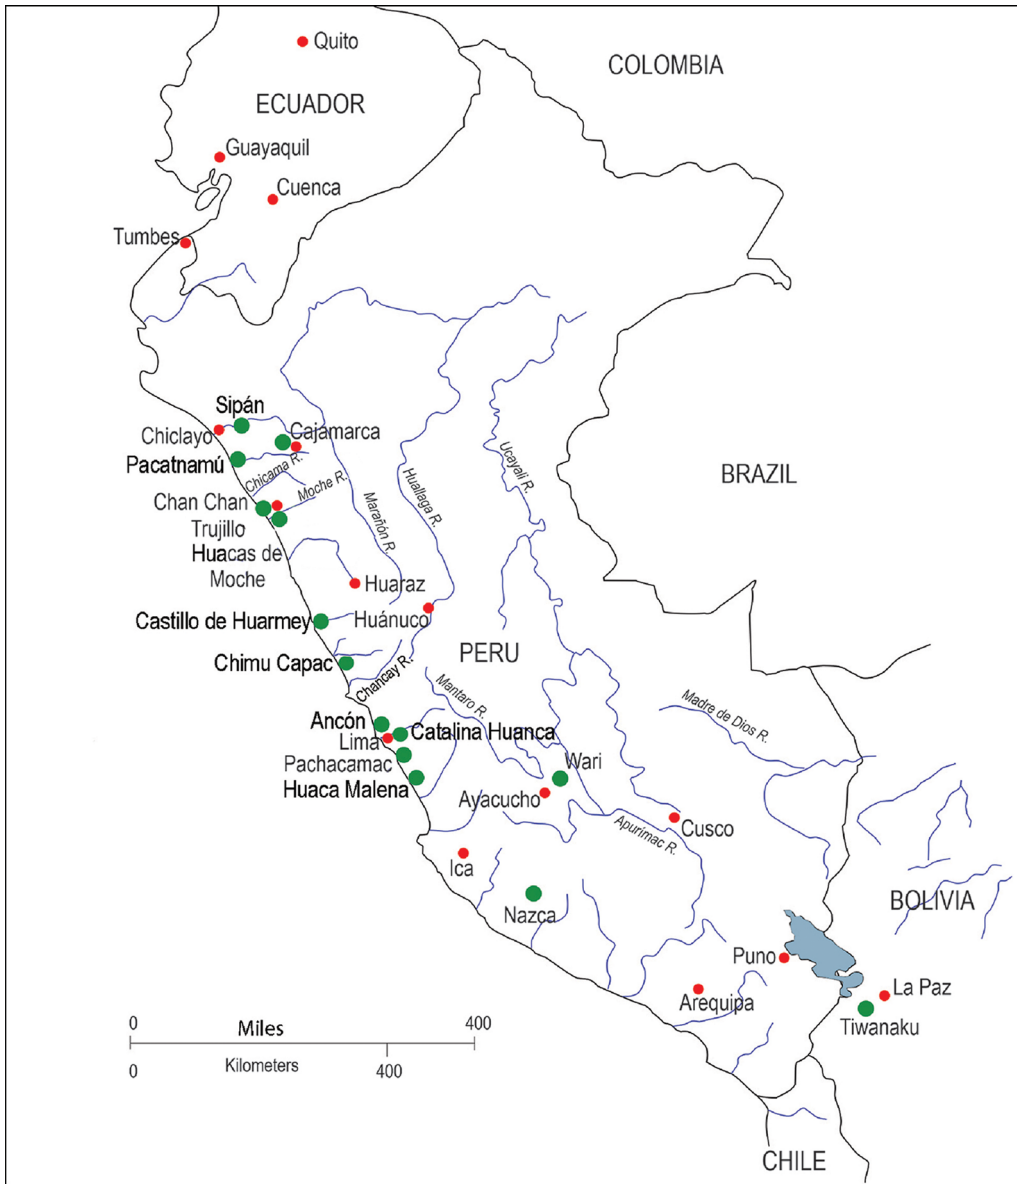 Quito
COLOMBIA
ECUADOR
Guayaquil
Cuenca
Tumbes
Sipán
Chiclayo
Cajamarca
Pacatnamú
Chicama R.
Moche R.
Marañón R.
Huallaga R.
Ucayali R.
BRAZIL
Chan Chan
Trujillo
Huacas de
Moche
Huaraz
Castillo de Huarmey
Huánuco
PERU
Chimu Capac
Chancay R.
Mantaro R.
Madre de Dios R.
Ancón
Catalina Huanca
Lima
Pachacamac
Wari
Huaca Malena
Ayacucho
Apurímac R.
Cusco
Ica
Nazca
BOLIVIA
Puno
La Paz
Arequipa
Tiwanaku
0 Miles 400
0 Kilometers 400
CHILE